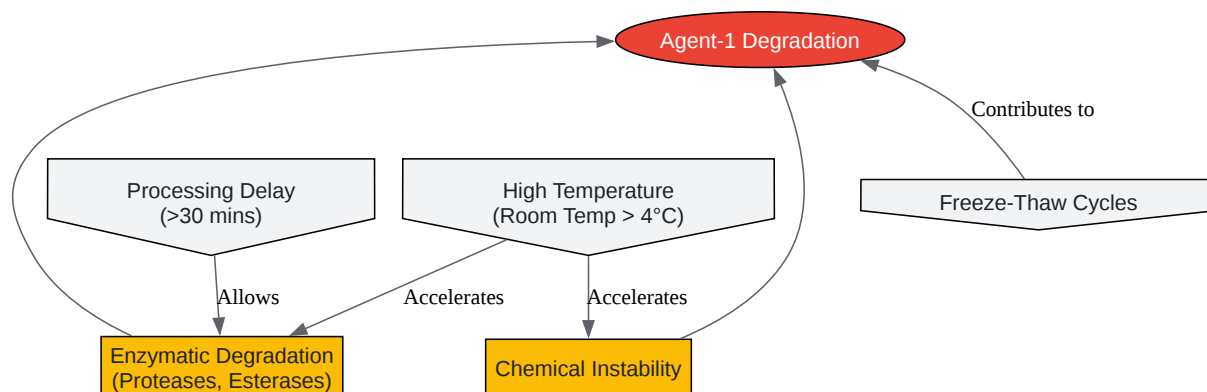 Agent-1 Degradation
Contributes to
Processing Delay
(>30 mins)
High Temperature
(Room Temp > 4°C)
Freeze-Thaw Cycles
Allows
Accelerates
Accelerates
Enzymatic Degradation
(Proteases, Esterases)
Chemical Instability